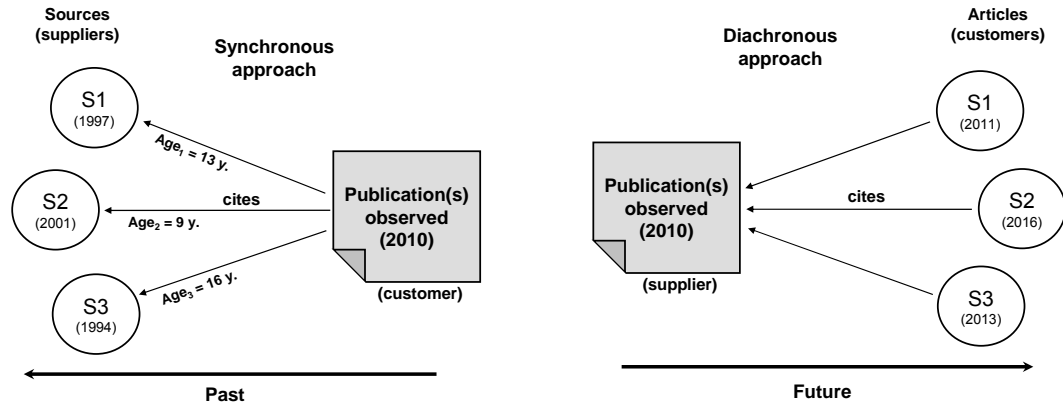 Sources
(suppliers)
Synchronous
approach
S1
(1997)
Age₁ = 13 y.
S2
(2001)
cites
Age₂ = 9 y.
S3
(1994)
Age₃ = 16 y.
Publication(s)
observed
(2010)
(customer)
Past
Diachronous
approach
Articles
(customers)
Publication(s)
observed
(2010)
(supplier)
cites
S1
(2011)
S2
(2016)
S3
(2013)
Future